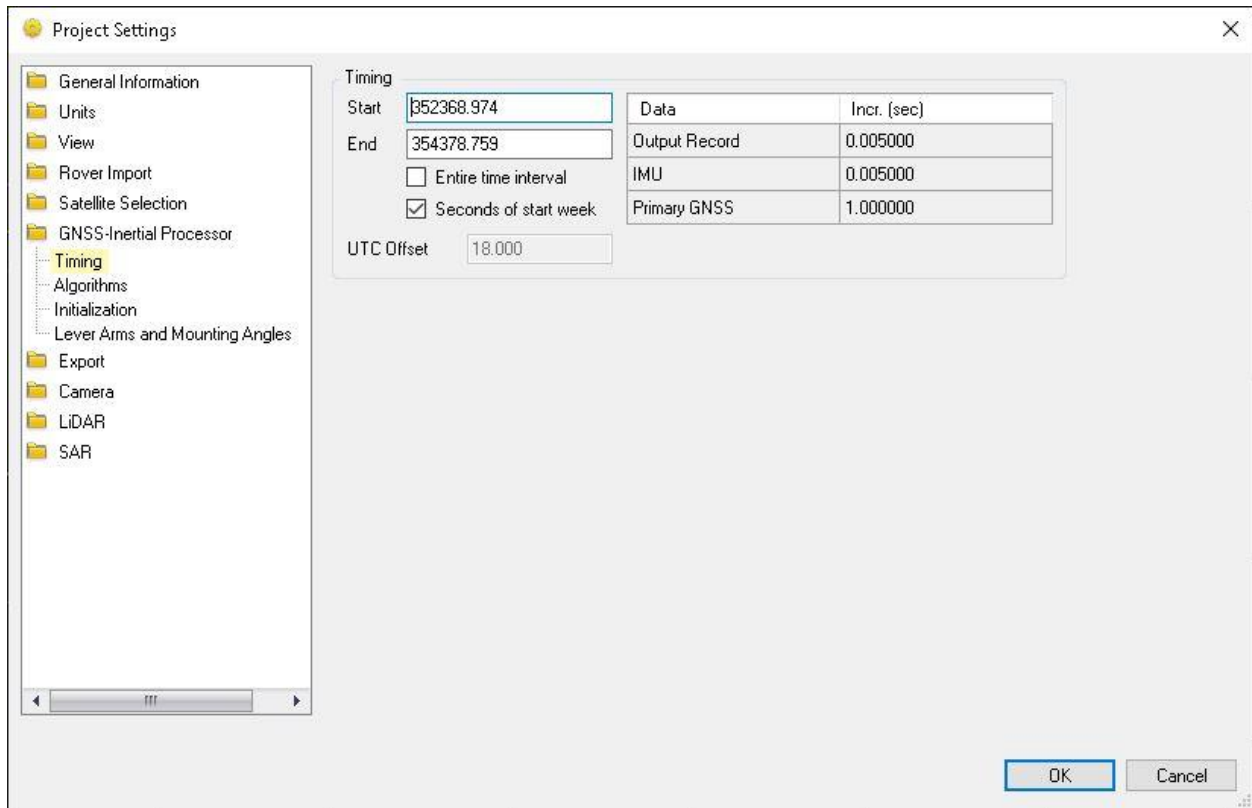 Project Settings
General Information
Units
View
Rover Import
Satellite Selection
GNSS-Inertial Processor
Timing
Algorithms
Initialization
Lever Arms and Mounting Angles
Export
Camera
LiDAR
SAR
Timing
Start 352368.974
End 354378.759
Entire time interval
Seconds of start week
UTC Offset 18.000
Data Incr. (sec)
Output Record 0.005000
IMU 0.005000
Primary GNSS 1.000000
OK Cancel